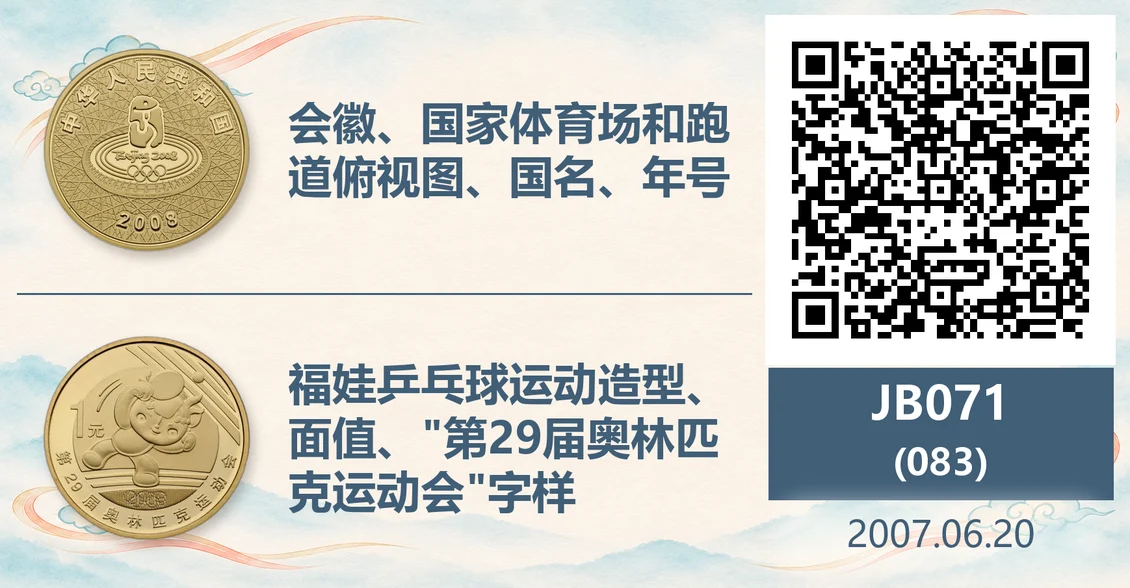 中华人民共和国
Beijing 2008
2008
会徽、国家体育场和跑
道俯视图、国名、年号
1元
2008
第29届奥林匹克运动会
福娃乒乓球运动造型、
面值、"第29届奥林匹
克运动会"字样
JB071
(083)
2007.06.20